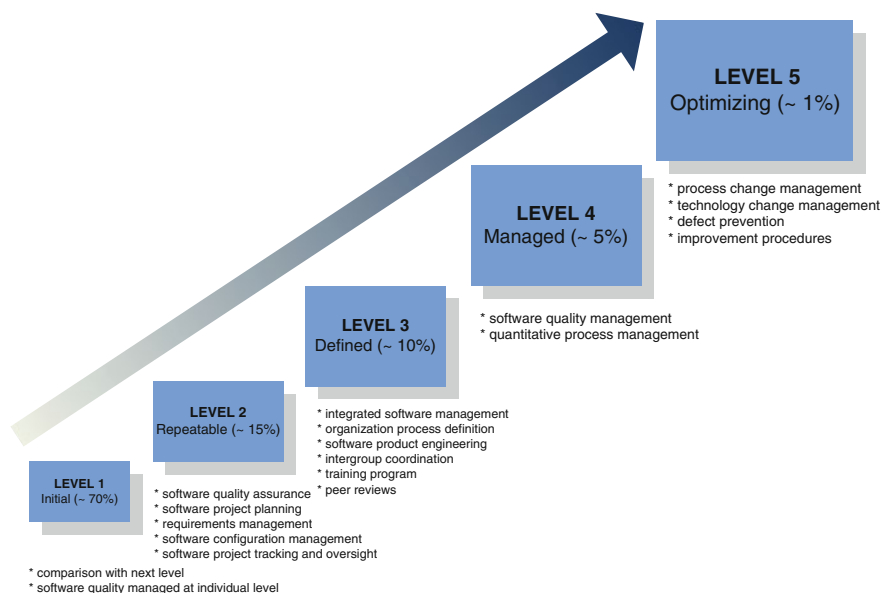 LEVEL 5
Optimizing (~ 1%)
* process change management
* technology change management
* defect prevention
* improvement procedures
LEVEL 4
Managed (~ 5%)
* software quality management
* quantitative process management
LEVEL 3
Defined (~ 10%)
* integrated software management
* organization process definition
* software product engineering
* intergroup coordination
* training program
* peer reviews
LEVEL 2
Repeatable (~ 15%)
* software quality assurance
* software project planning
* requirements management
* software configuration management
* software project tracking and oversight
LEVEL 1
Initial (~ 70%)
* comparison with next level
* software quality managed at individual level